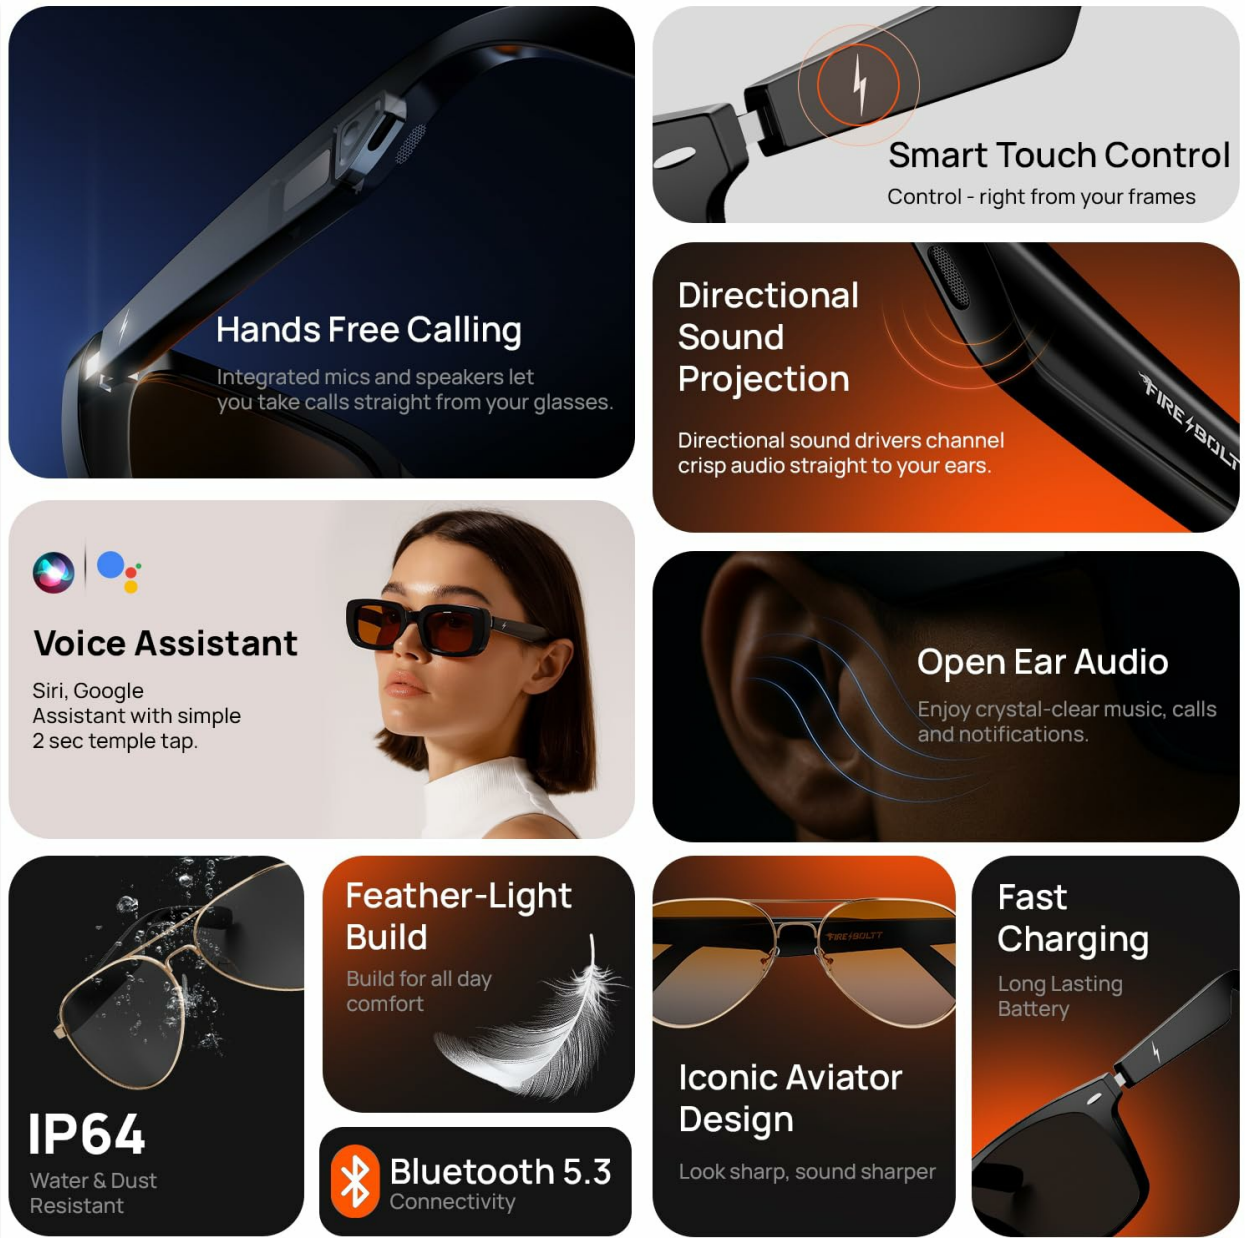 Hands Free Calling
Integrated mics and speakers let
you take calls straight from your glasses.
Smart Touch Control
Control - right from your frames
Directional
Sound
Projection
Directional sound drivers channel
crisp audio straight to your ears.
FIRE BOLTT
Voice Assistant
Siri, Google
Assistant with simple
2 sec temple tap.
Open Ear Audio
Enjoy crystal-clear music, calls
and notifications.
IP64
Water & Dust
Resistant
Feather-Light
Build
Build for all day
comfort
Bluetooth 5.3
Connectivity
FIRE BOLTT
Iconic Aviator
Design
Look sharp, sound sharper
Fast
Charging
Long Lasting
Battery